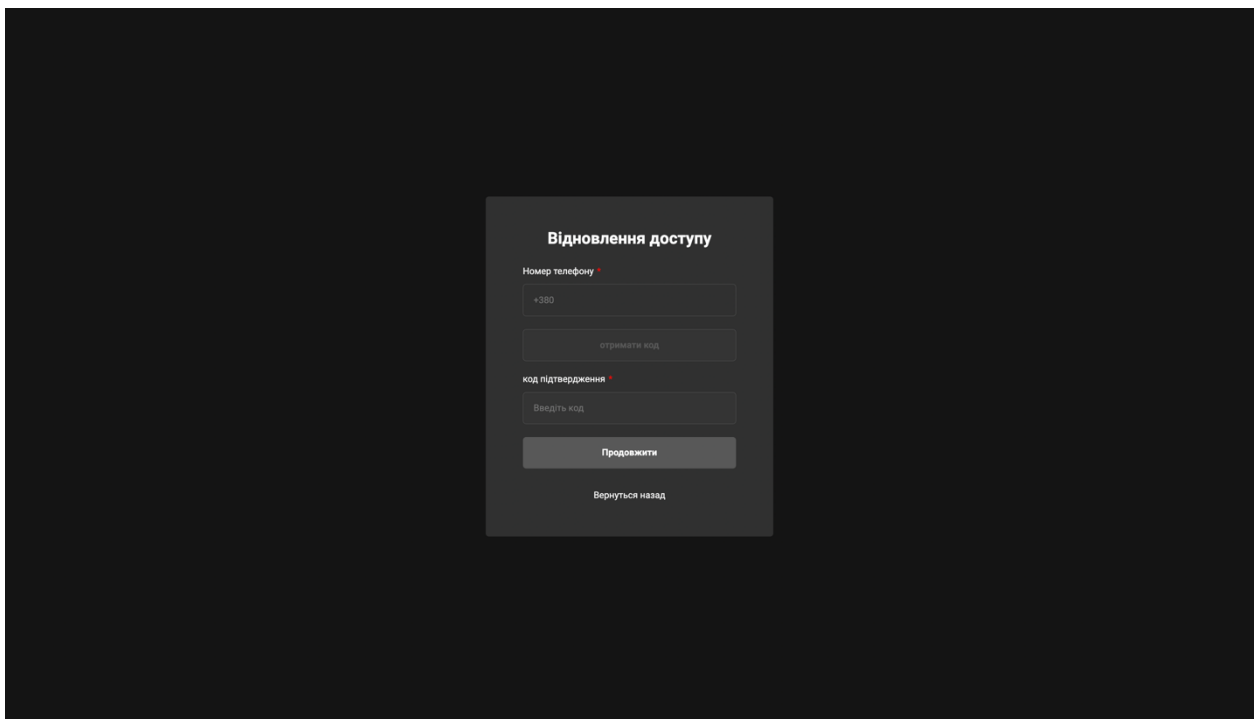 Відновлення доступу
Номер телефону *
+380
отримати код
код підтвердження *
Введіть код
Продовжити
Вернуться назад